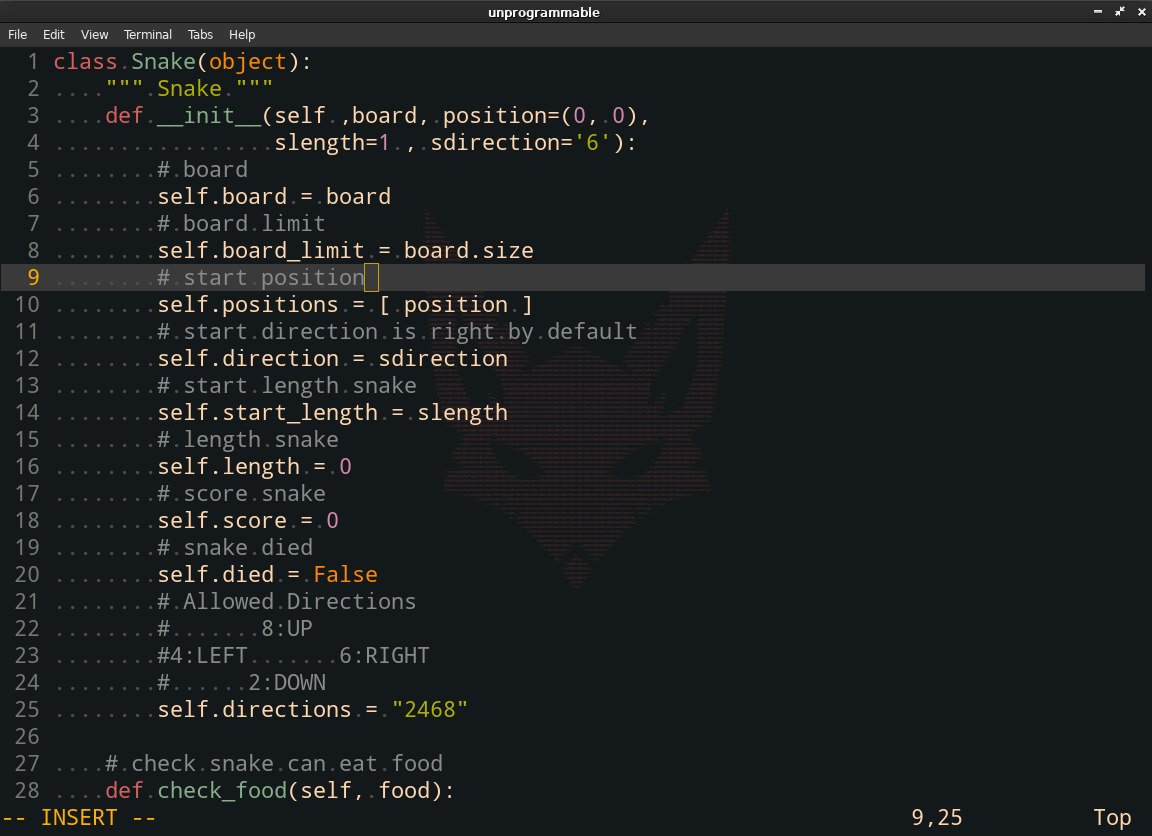 unprogrammable
File Edit View Terminal Tabs Help
1 class.Snake(object):
2 ....""".Snake."""
3 ....def.__init__(self.,board,.position=(0,.0),
4 .................slength=1.,.sdirection='6'):
5 ........#.board
6 ........self.board.=.board
7 ........#.board.limit
8 ........self.board_limit.=.board.size
9 ........#.start.position
10 ........self.positions.=.[.position.]
11 ........#.start.direction.is.right.by.default
12 ........self.direction.=.sdirection
13 ........#.start.length.snake
14 ........self.start_length.=.slength
15 ........#.length.snake
16 ........self.length.=.0
17 ........#.score.snake
18 ........self.score.=.0
19 ........#.snake.died
20 ........self.died.=.False
21 ........#.Allowed.Directions
22 ........#.......8:UP
23 ........#4:LEFT.......6:RIGHT
24 ........#......2:DOWN
25 ........self.directions.=."2468"
26
27 ....#.check.snake.can.eat.food
28 ....def.check_food(self,.food):
-- INSERT -- 9,25 Top